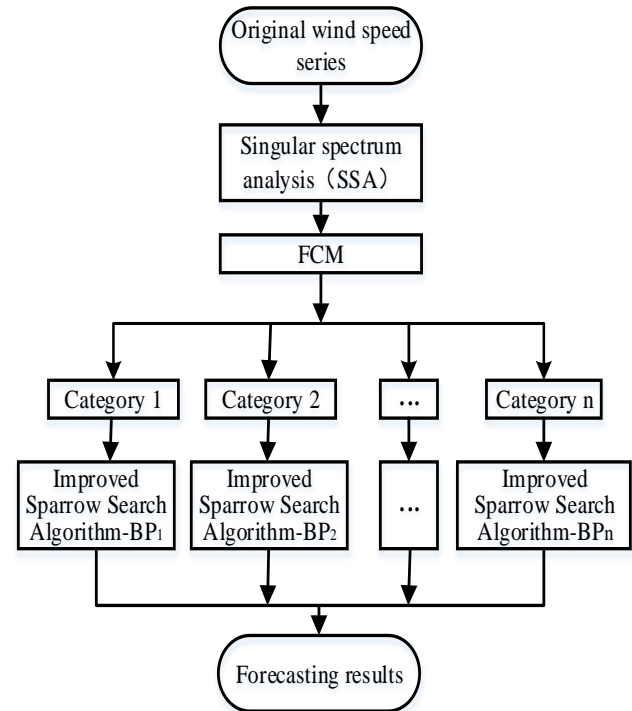 Original wind speed
series
Singular spectrum
analysis（SSA）
FCM
Category 1
Category 2
...
Category n
Improved
Sparrow Search
Algorithm-BP1
Improved
Sparrow Search
Algorithm-BP2
...
Improved
Sparrow Search
Algorithm-BPn
Forecasting results